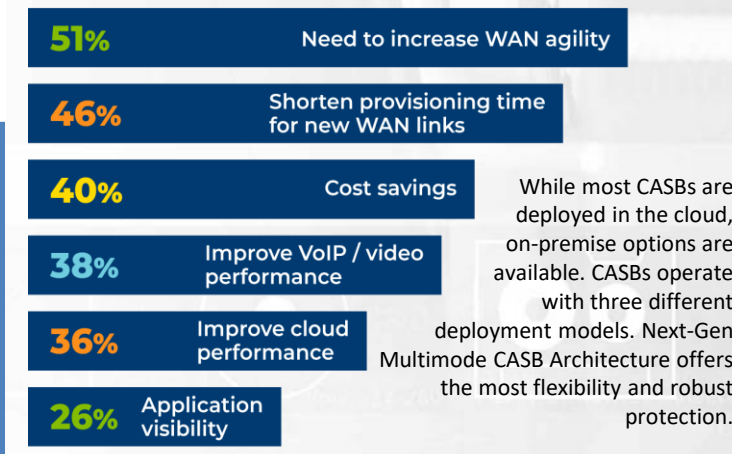 51% Need to increase WAN agility
46% Shorten provisioning time
for new WAN links
40% Cost savings
38% Improve VoIP / video
performance
36% Improve cloud
performance
26% Application
visibility
While most CASBs are
deployed in the cloud,
on-premise options are
available. CASBs operate
with three different
deployment models. Next-Gen
Multimode CASB Architecture offers
the most flexibility and robust
protection.